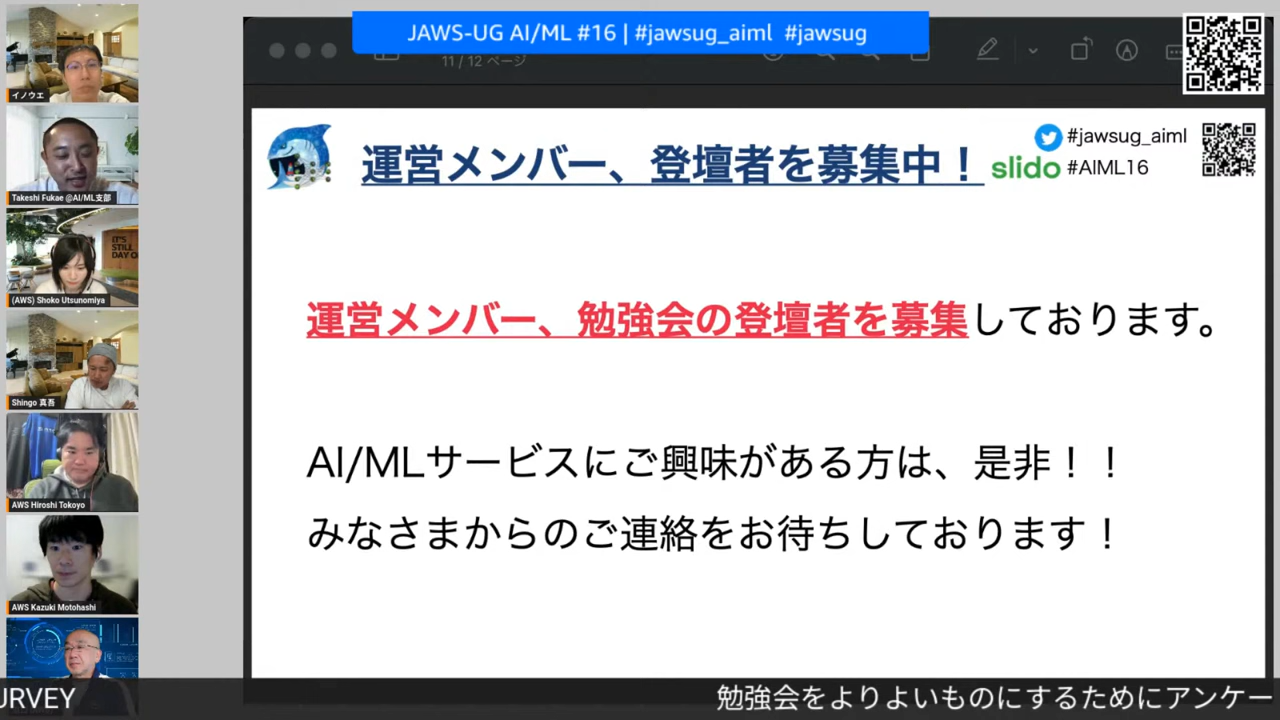 JAWS-UG AI/ML #16 | #jawsug_aiml #jawsug
11 / 12 ページ
運営メンバー、登壇者を募集中！
#jawsug_aiml
slido #AIML16
運営メンバー、勉強会の登壇者を募集しております。
AI/MLサービスにご興味がある方は、是非！！
みなさまからのご連絡をお待ちしております！
イノウエ
Takeshi Fukae @AI/ML支部
IT'S
STILL
DAY O
(AWS) Shoko Utsunomiya
Shingo 真吾
AWS Hiroshi Tokoyo
AWS Kazuki Motohashi
URVEY
勉強会をよりよいものにするためにアンケー